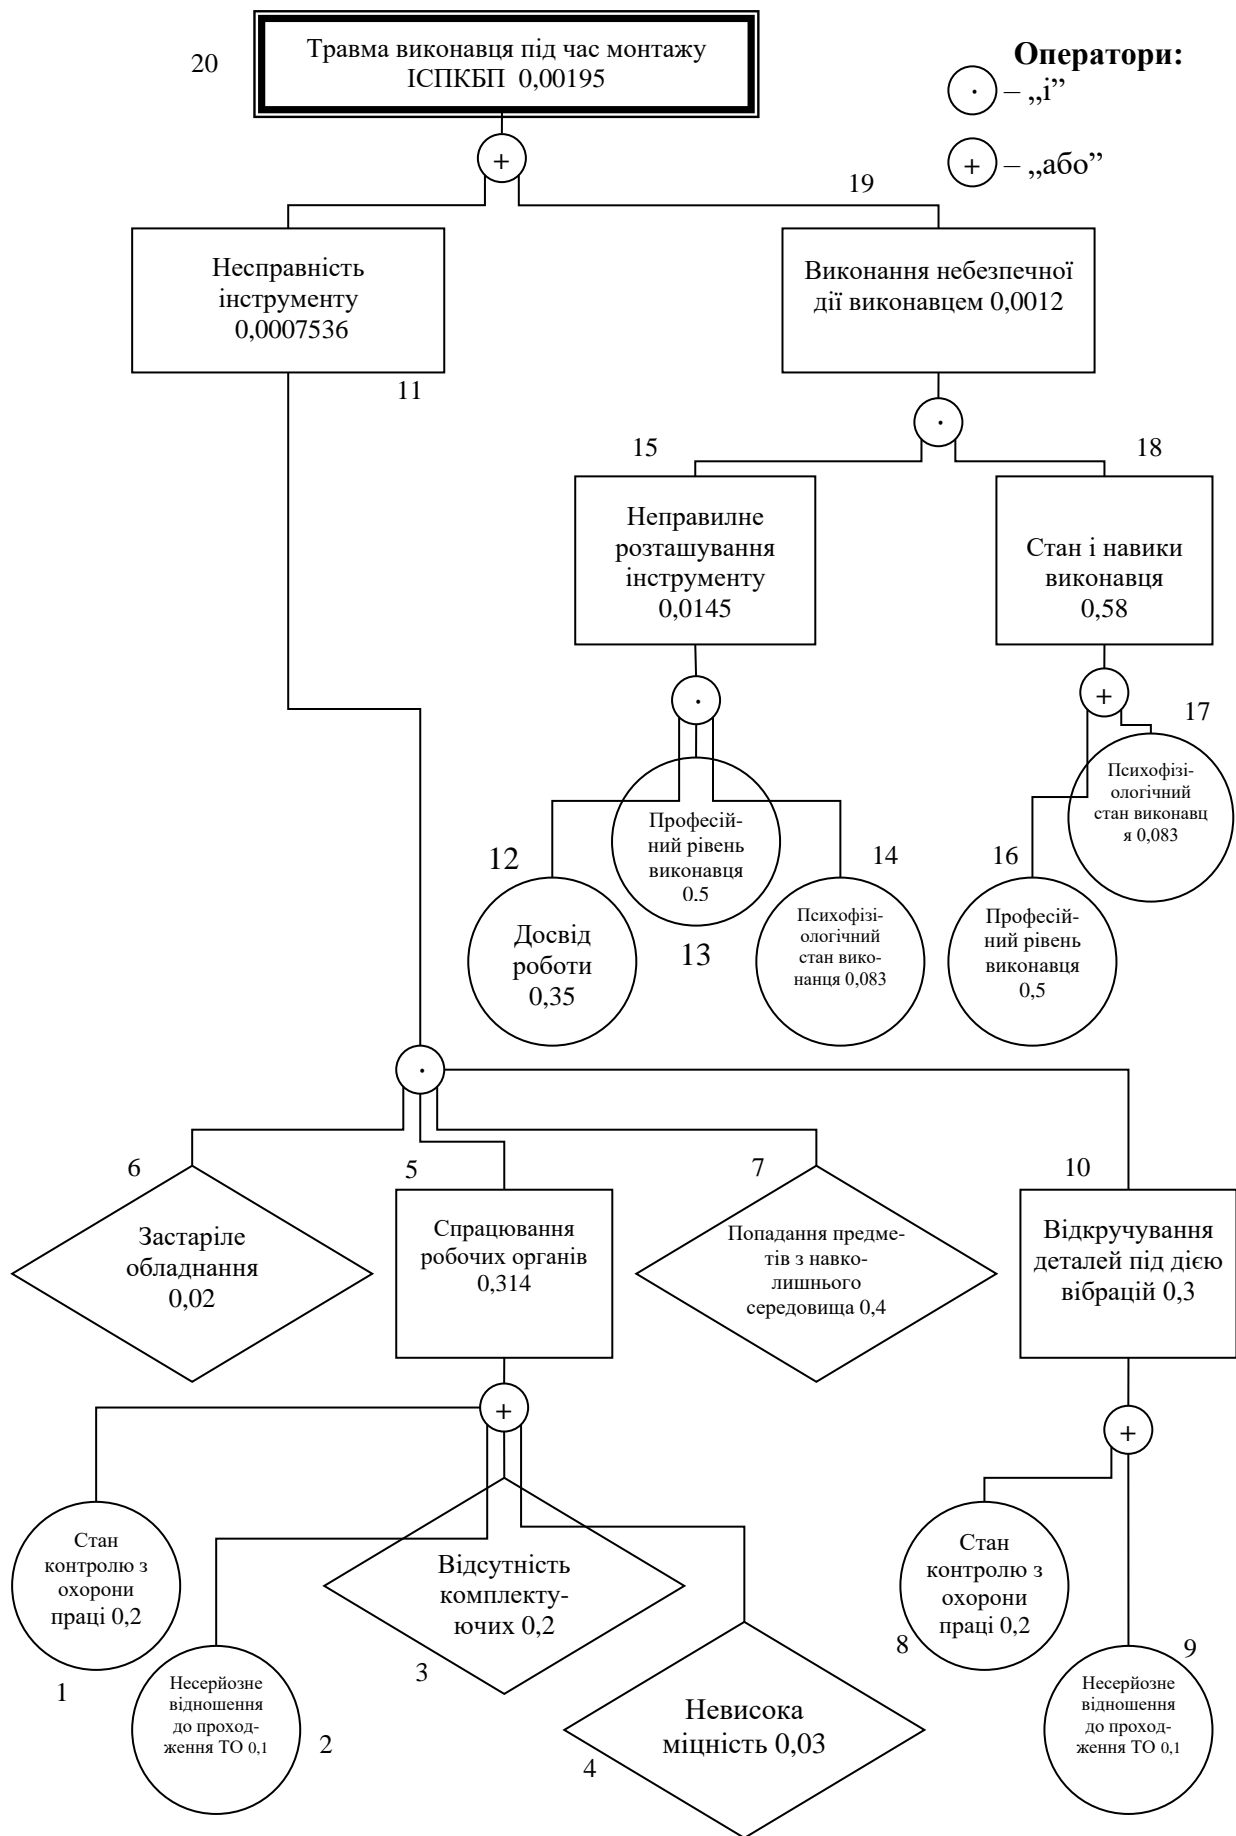 20
Травма виконавця під час монтажу
ІСПКБП 0,00195
Оператори:
· – „і”
+ – „або”
+
19
Несправність
інструменту
0,0007536
11
Виконання небезпечної
дії виконавцем 0,0012
·
15
18
Неправилне
розташування
інструменту
0,0145
Стан і навики
виконавця
0,58
·
+
17
Психофізі-
ологічний
стан виконавц
я 0,083
12
Досвід
роботи
0,35
Професій-
ний рівень
виконавця
0.5
13
14
Психофізі-
ологічний
стан вико-
нанця 0,083
16
Професій-
ний рівень
виконавця
0,5
·
6
Застаріле
обладнання
0,02
5
Спрацювання
робочих органів
0,314
7
Попадання предме-
тів з навко-
лишнього
середовища 0,4
10
Відкручування
деталей під дією
вібрацій 0,3
+
+
Стан
контролю з
охорони
праці 0,2
1
Несерйозне
відношення
до проход-
ження ТО 0,1
2
Відсутність
комплекту-
ючих 0,2
3
Невисока
міцність 0,03
4
Стан
контролю з
охорони
праці 0,2
8
9
Несерйозне
відношення
до проход-
ження ТО 0,1